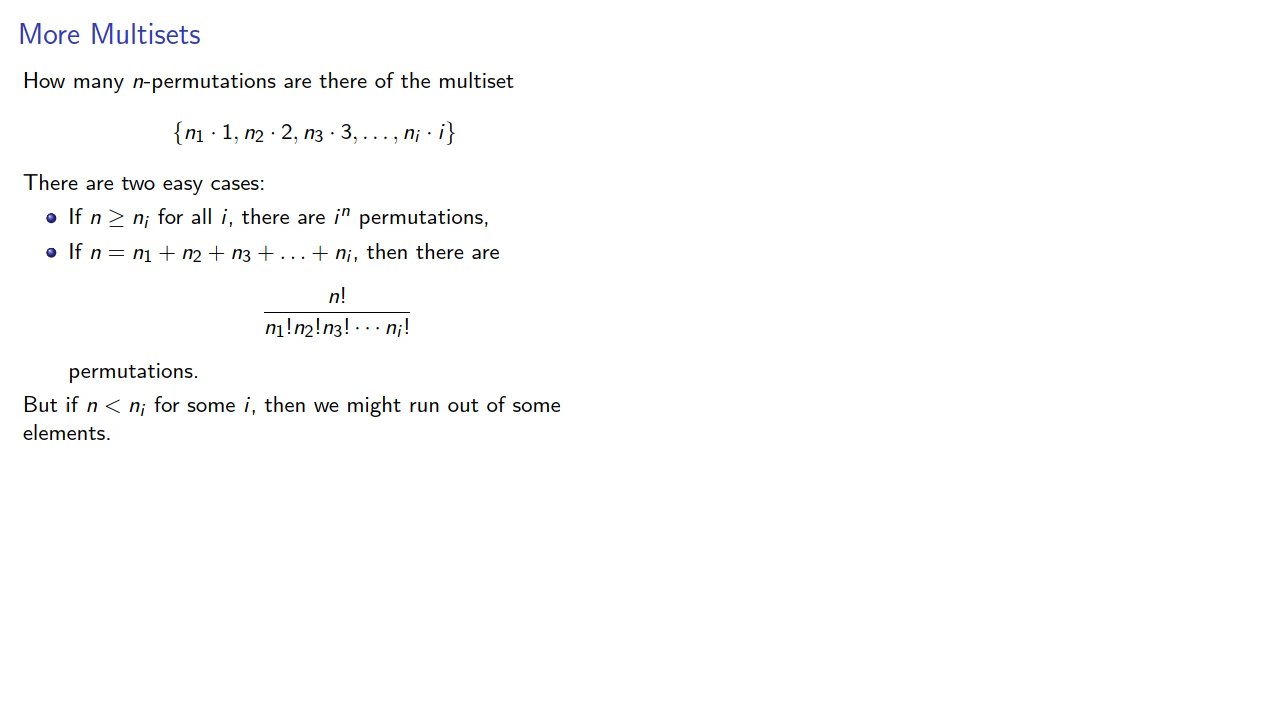 More Multisets
How many n-permutations are there of the multiset
{n₁ · 1, n₂ · 2, n₃ · 3, . . . , nᵢ · i}
There are two easy cases:
If n ≥ nᵢ for all i, there are iⁿ permutations,
If n = n₁ + n₂ + n₃ + . . . + nᵢ, then there are
n!
n₁!n₂!n₃! · · · nᵢ!
permutations.
But if n < nᵢ for some i, then we might run out of some
elements.